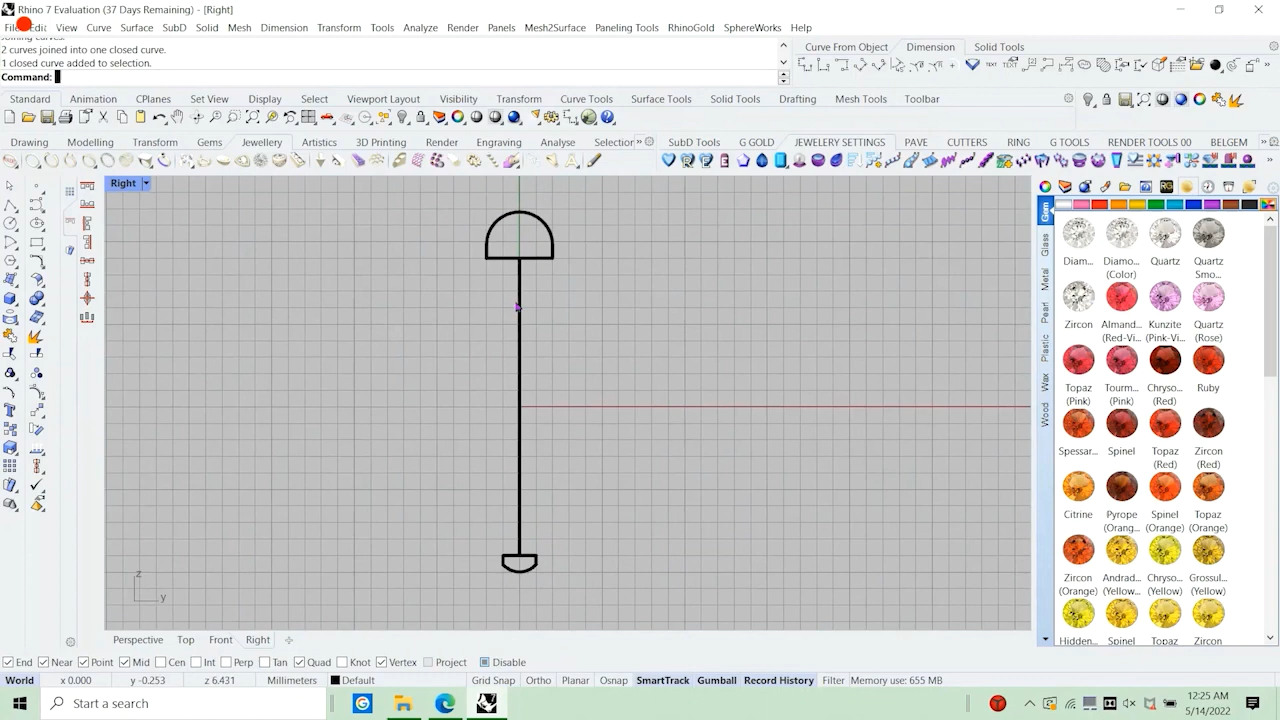 Rhino 7 Evaluation (37 Days Remaining) - [Right]
File Edit View Curve Surface SubD Solid Mesh Dimension Transform Tools Analyze Render Panels Mesh2Surface Paneling Tools RhinoGold SphereWorks Help
Joining curves.
2 curves joined into one closed curve.
1 closed curve added to selection.
Command:
Curve From Object Dimension Solid Tools
Standard Animation CPlanes Set View Display Select Viewport Layout Visibility Transform Curve Tools Surface Tools Solid Tools Drafting Mesh Tools Toolbar
Drawing Modelling Transform Gems Jewellery Artistics 3D Printing Render Engraving Analyse Selection » SubD Tools G GOLD JEWELERY SETTINGS PAVE CUTTERS RING G TOOLS RENDER TOOLS 00 BELGEM »
Right
z
y
Gem
Glass
Metal
Pearl
Plastic
Wax
Wood
Diam... Diamo... (Color) Quartz Quartz Smo...
Zircon Almand... (Red-Vi... Kunzite (Pink-Vi... Quartz (Rose)
Topaz (Pink) Tourm... (Pink) Chryso... (Red) Ruby
Spessar... Spinel Topaz (Red) Zircon (Red)
Citrine Pyrope (Orang... Spinel (Orange) Topaz (Orange)
Zircon (Orange) Andrad... (Yellow... Chryso... (Yellow) Grossul... (Yellow)
Hidden... Spinel Topaz Zircon
Perspective Top Front Right
End Near Point Mid Cen Int Perp Tan Quad Knot Vertex Project Disable
World x 0.000 y -0.253 z 6.431 Millimeters Default Grid Snap Ortho Planar Osnap SmartTrack Gumball Record History Filter Memory use: 655 MB
Start a search
12:25 AM
5/14/2022